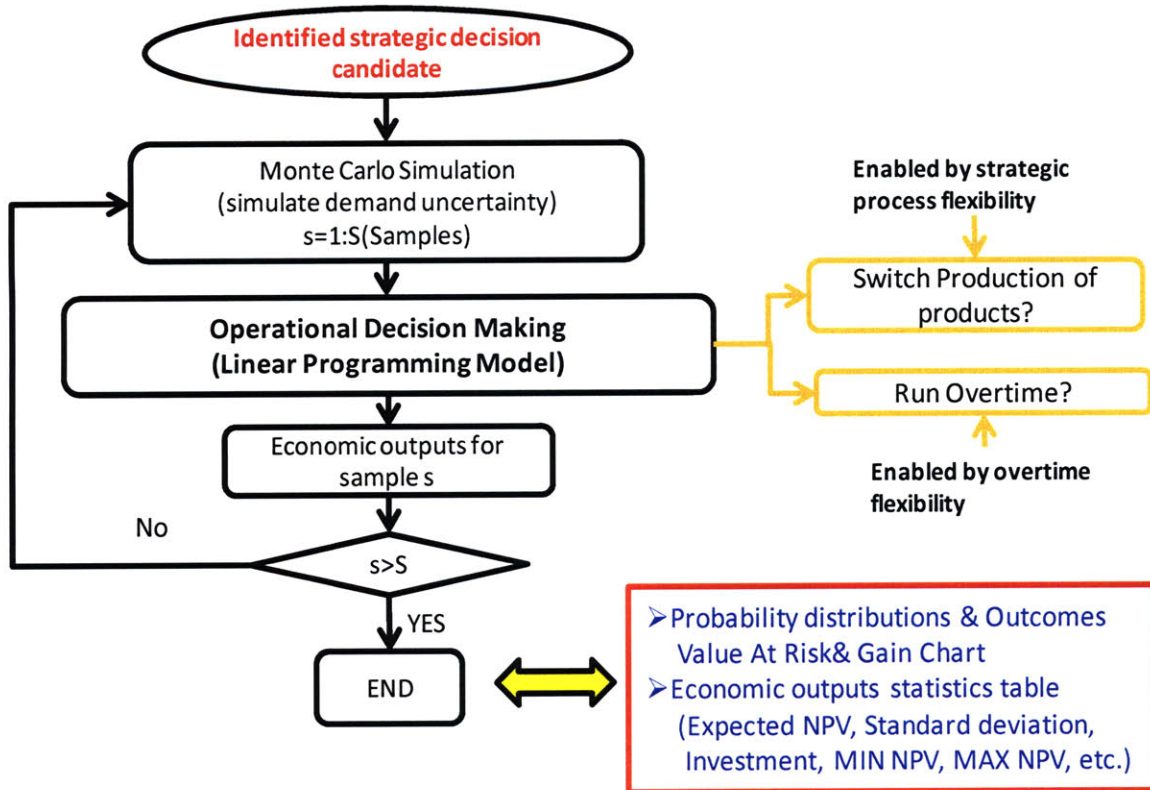 Identified strategic decision
candidate
Monte Carlo Simulation
(simulate demand uncertainty)
s=1:S(Samples)
Enabled by strategic
process flexibility
Switch Production of
products?
Operational Decision Making
(Linear Programming Model)
Run Overtime?
Economic outputs for
sample s
Enabled by overtime
flexibility
No
s>S
YES
END
➢Probability distributions & Outcomes
Value At Risk& Gain Chart
➢Economic outputs statistics table
(Expected NPV, Standard deviation,
Investment, MIN NPV, MAX NPV, etc.)